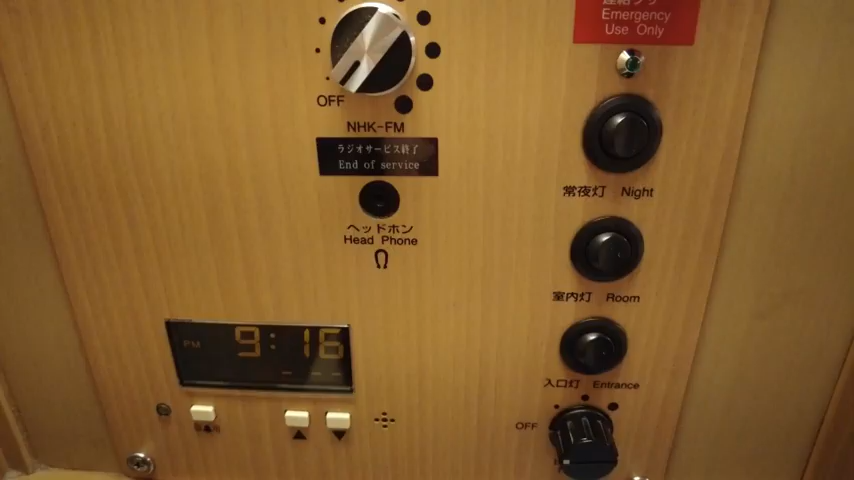 Emergency
Use Only
OFF
NHK-FM
ラジオサービス終了
End of service
常夜灯 Night
ヘッドホン
Head Phone
室内灯 Room
PM 9:16
入口灯 Entrance
OFF